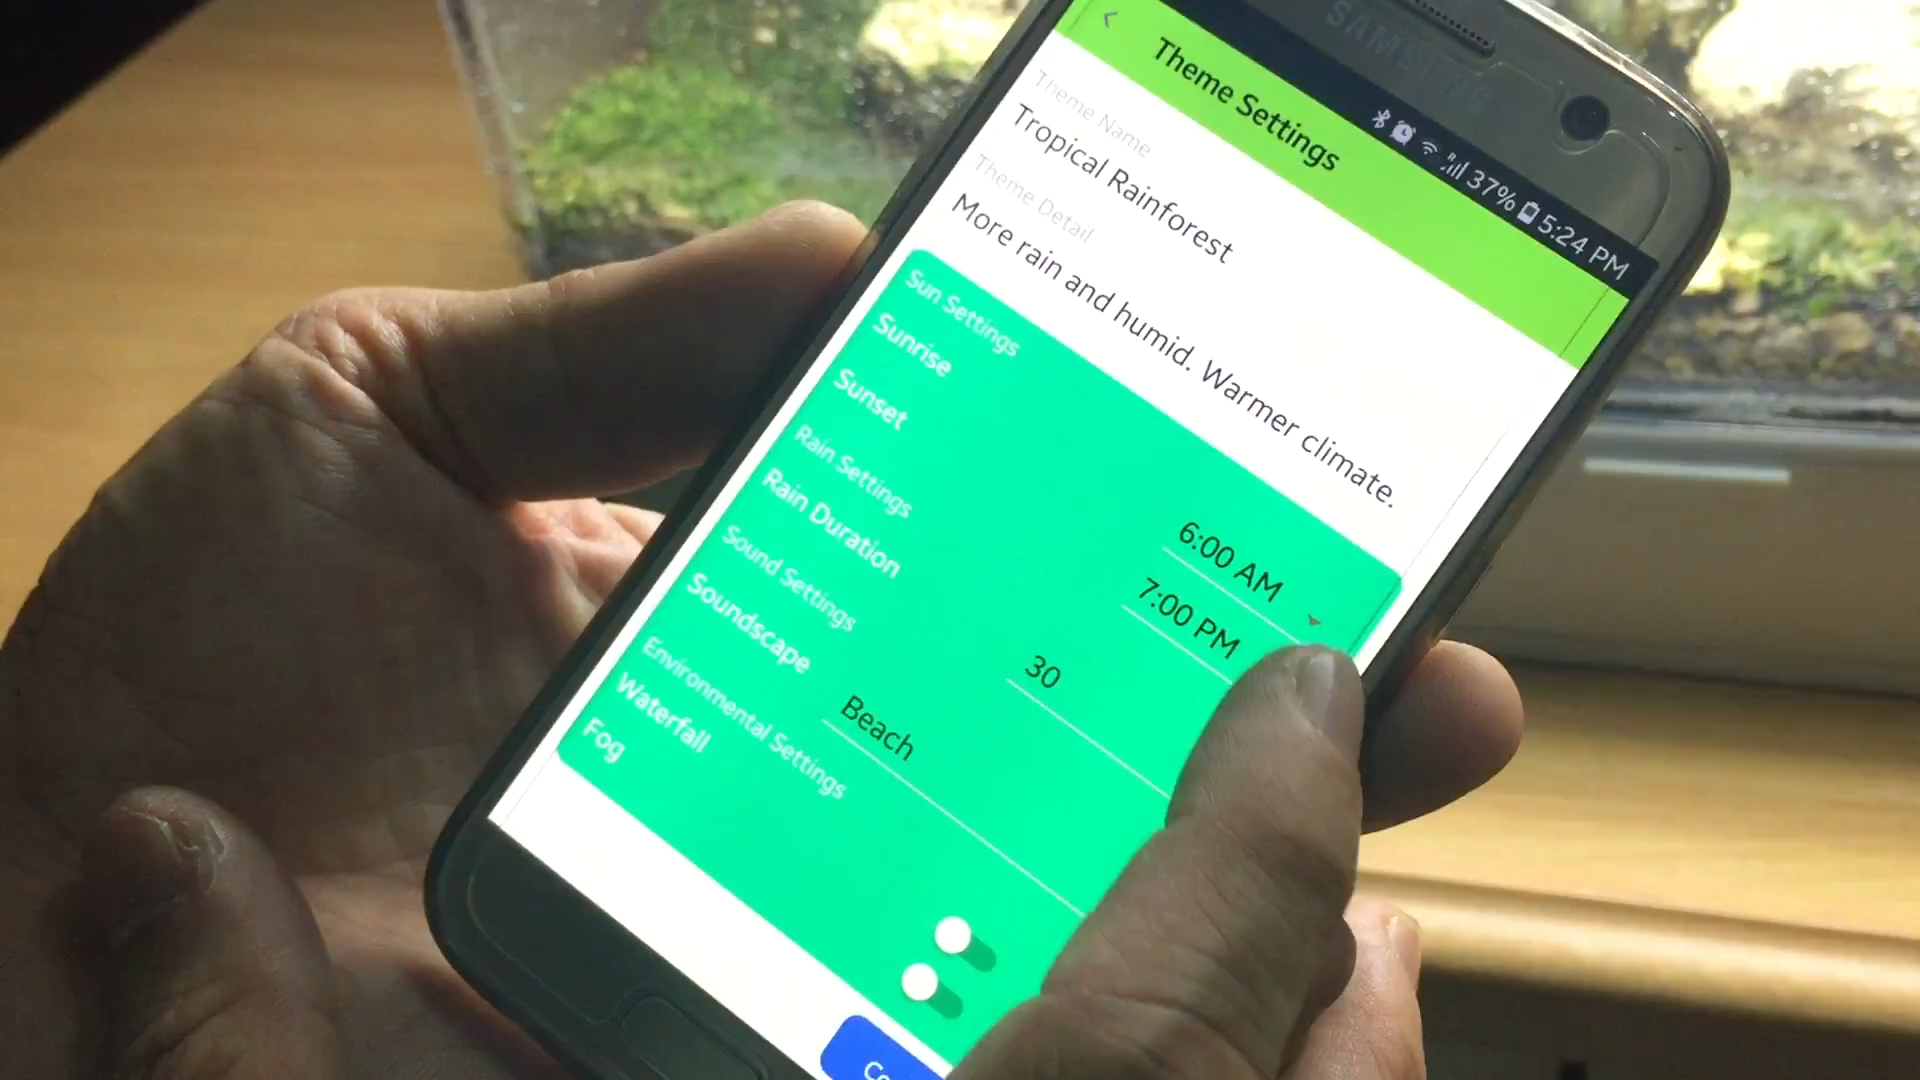 SAMSUNG
37% 5:24 PM
Theme Settings
Theme Name
Tropical Rainforest
Theme Detail
More rain and humid. Warmer climate.
Sun Settings
Sunrise 6:00 AM
Sunset 7:00 PM
Rain Settings
Rain Duration 30
Sound Settings
Soundscape Beach
Environmental Settings
Waterfall
Fog